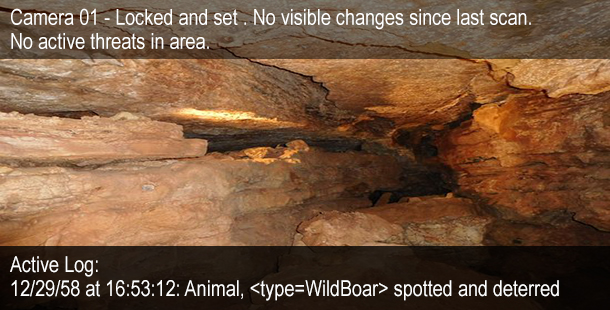 Camera 01 - Locked and set . No visible changes since last scan.
No active threats in area.
Active Log:
12/29/58 at 16:53:12: Animal, <type=WildBoar> spotted and deterred